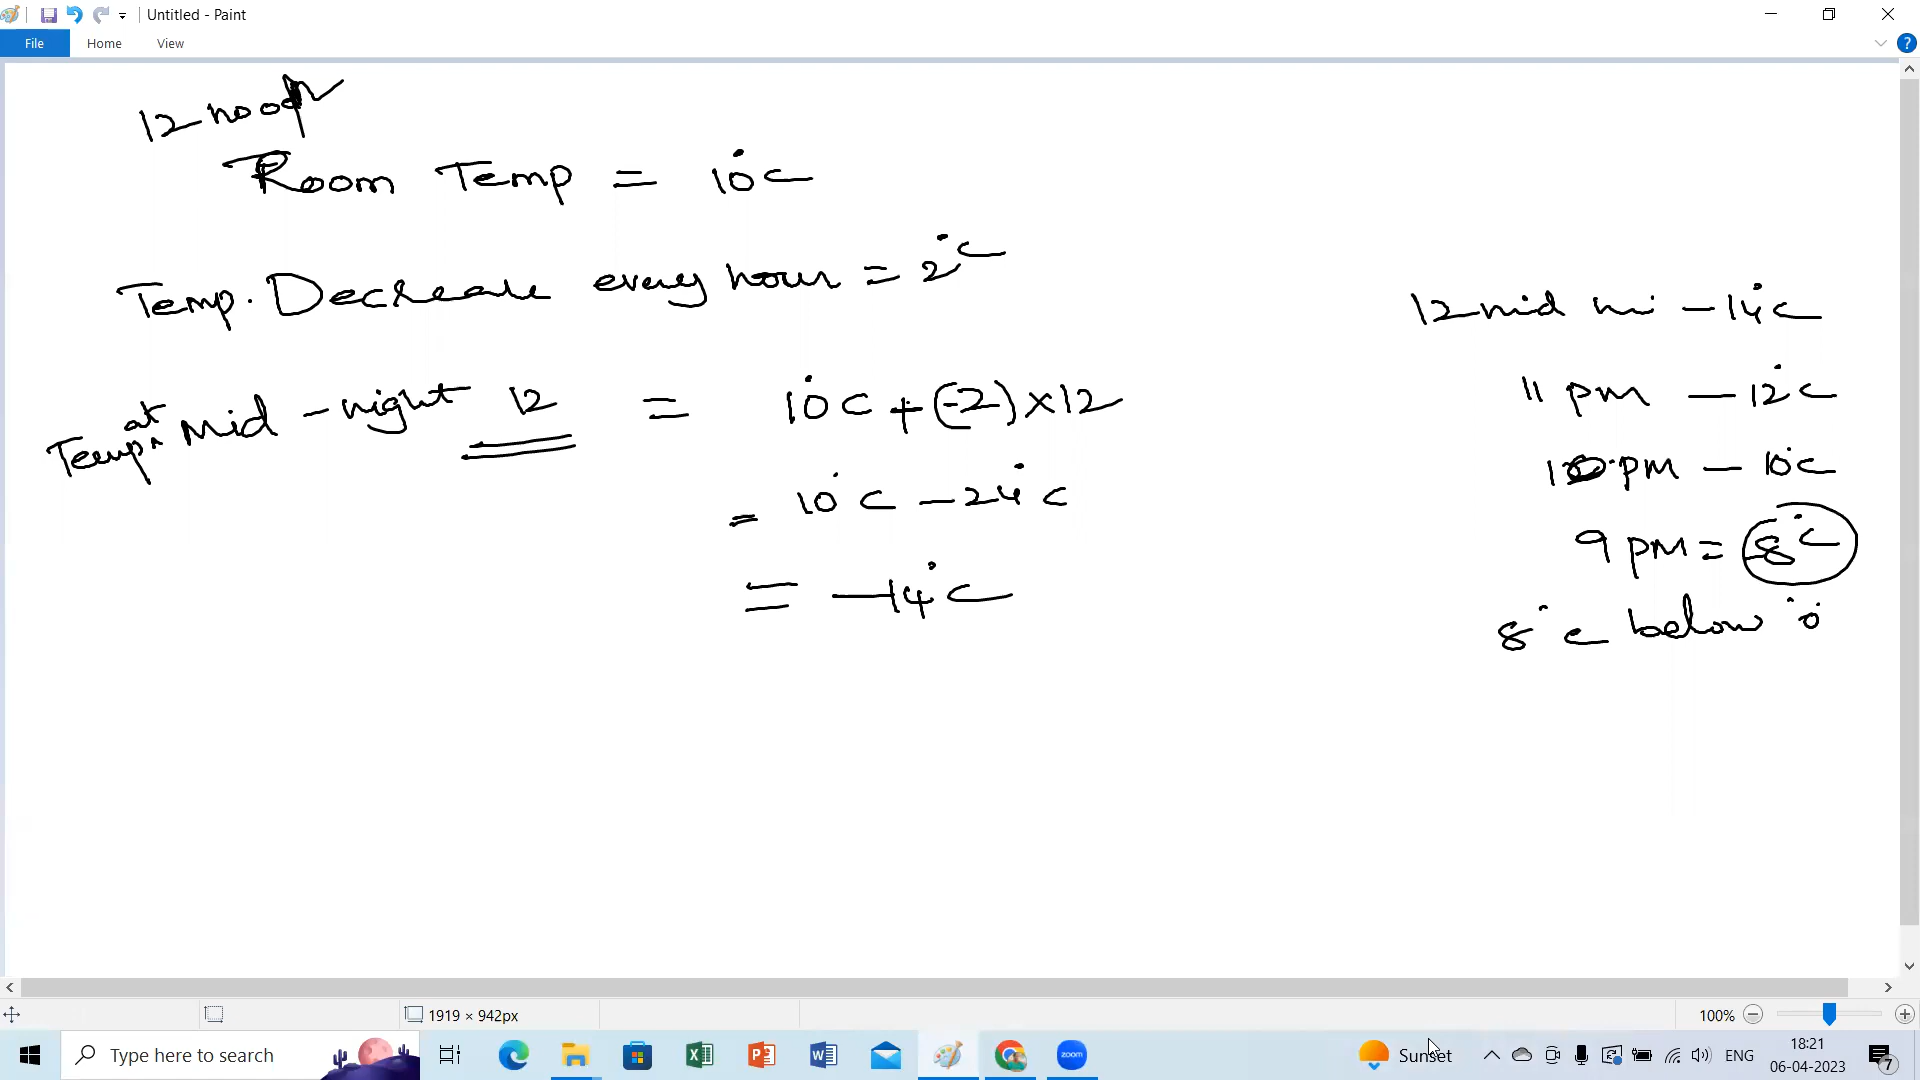 Untitled - Paint
File Home View
12 noon
Room Temp = 10°C
Temp. Decrease every hour = 2°C
Temp at Mid-night 12 = 10°C + (-2) × 12
= 10°C - 24°C
= -14°C
12 mid ni - 14°C
11 pm - 12°C
10 pm - 10°C
9 pm = -8°C
8°C below 0°
1919 × 942px
100%
Type here to search
zoom
Sunset
ENG
18:21
06-04-2023
7